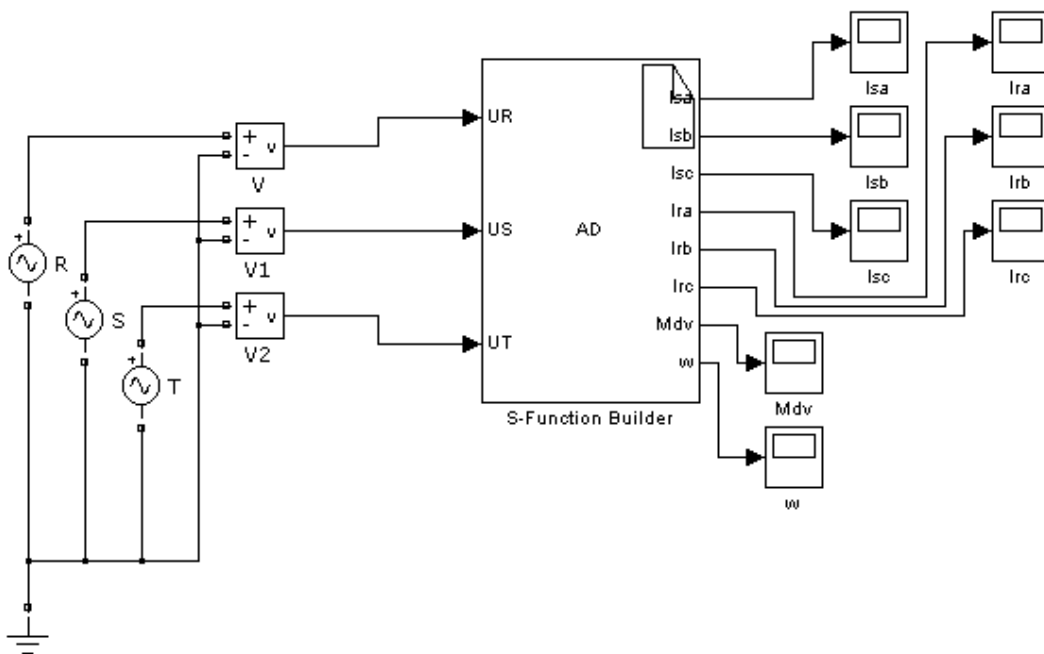 R
S
T
+
-
v
V
+
-
v
V1
+
-
v
V2
+
+
+
UR
US
UT
AD
Isa
Isb
Isc
Ira
Irb
Irc
Mdv
w
S-Function Builder
Isa
Isb
Isc
Ira
Irb
Irc
Mdv
w